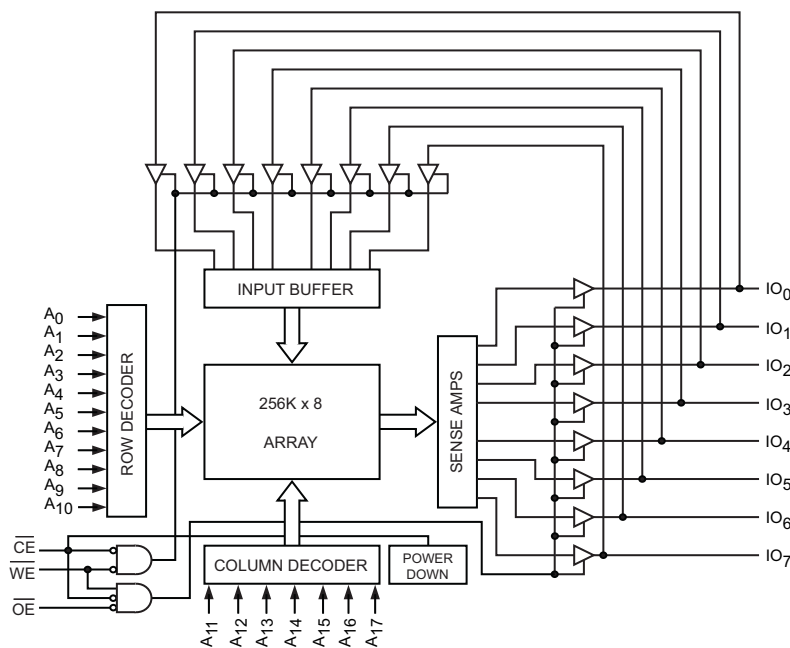 INPUT BUFFER
A0
A1
A2
A3
A4
A5
A6
A7
A8
A9
A10
ROW DECODER
256K x 8
ARRAY
SENSE AMPS
IO0
IO1
IO2
IO3
IO4
IO5
IO6
IO7
CE
WE
OE
COLUMN DECODER
POWER
DOWN
A11
A12
A13
A14
A15
A16
A17